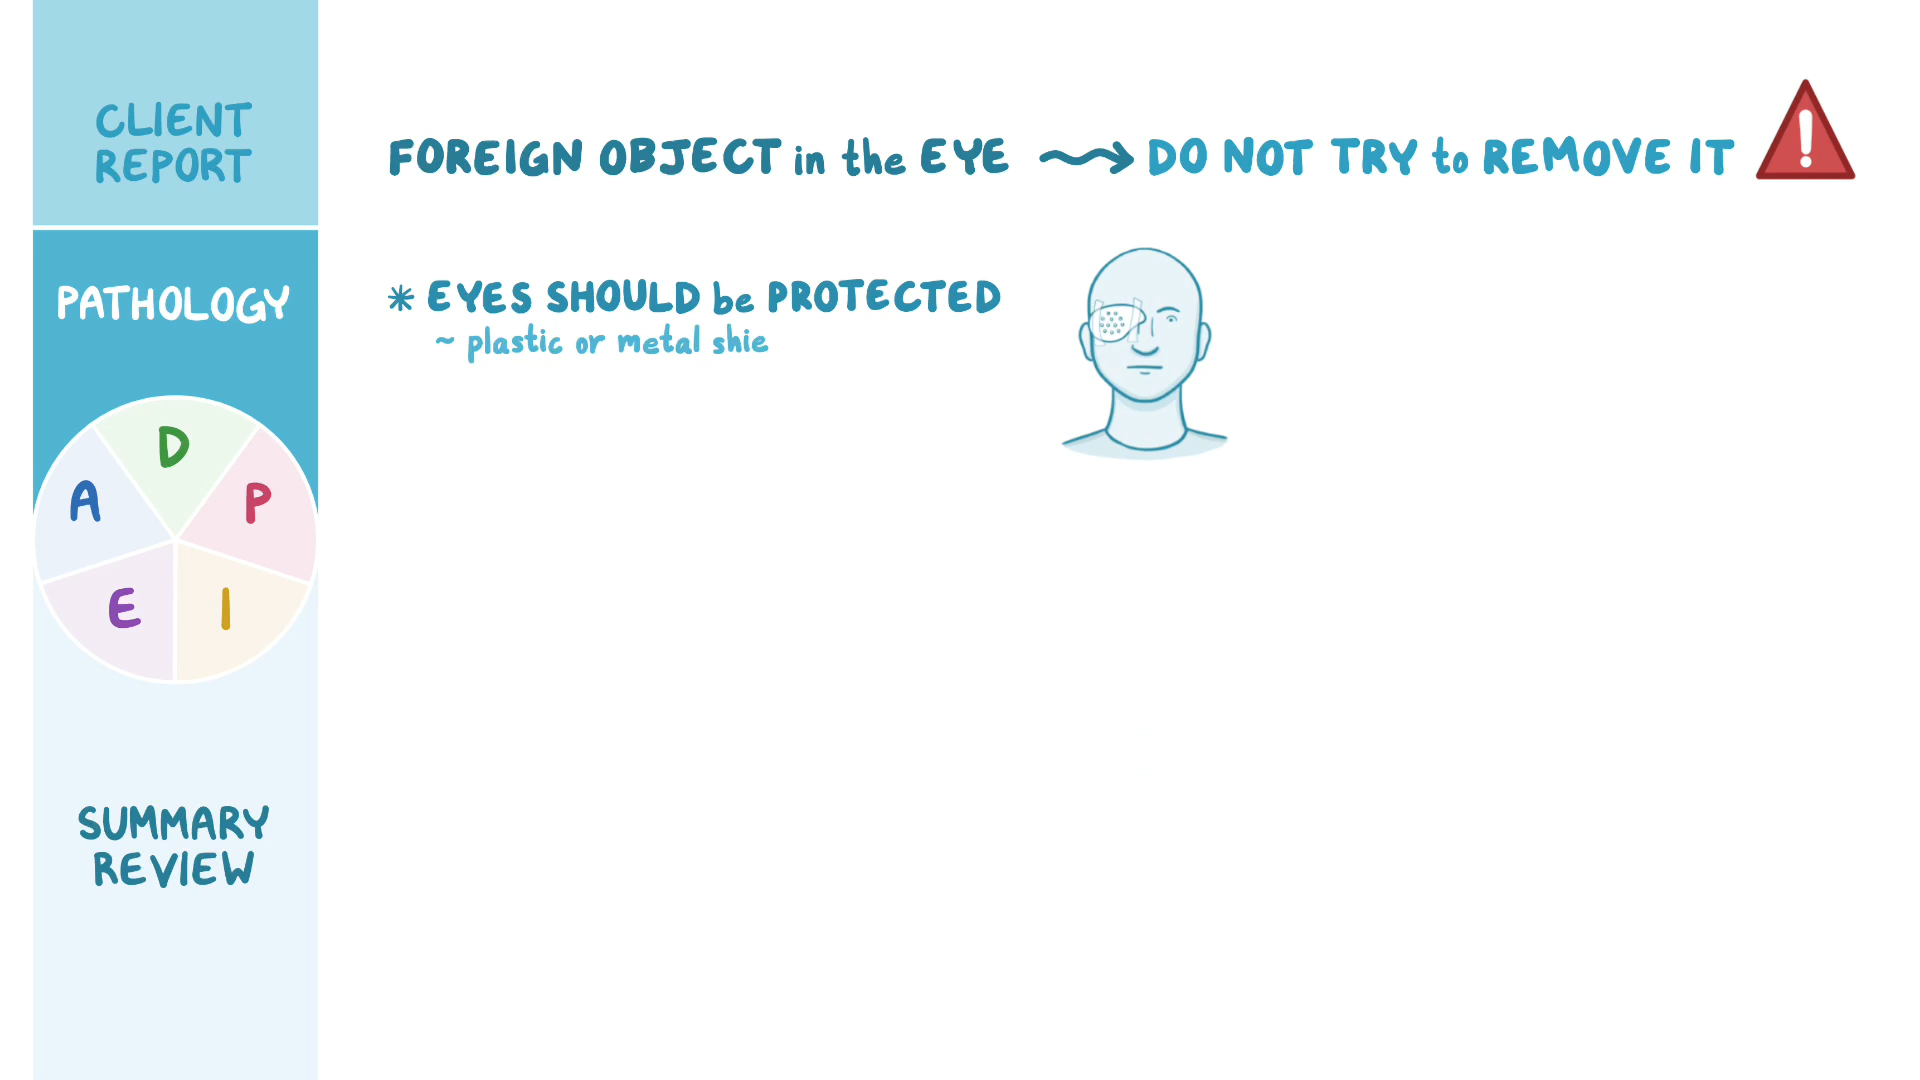 CLIENT
REPORT
PATHOLOGY
A
D
P
E
I
SUMMARY
REVIEW
FOREIGN OBJECT in the EYE → DO NOT TRY to REMOVE IT !
* EYES SHOULD be PROTECTED
~ plastic or metal shie